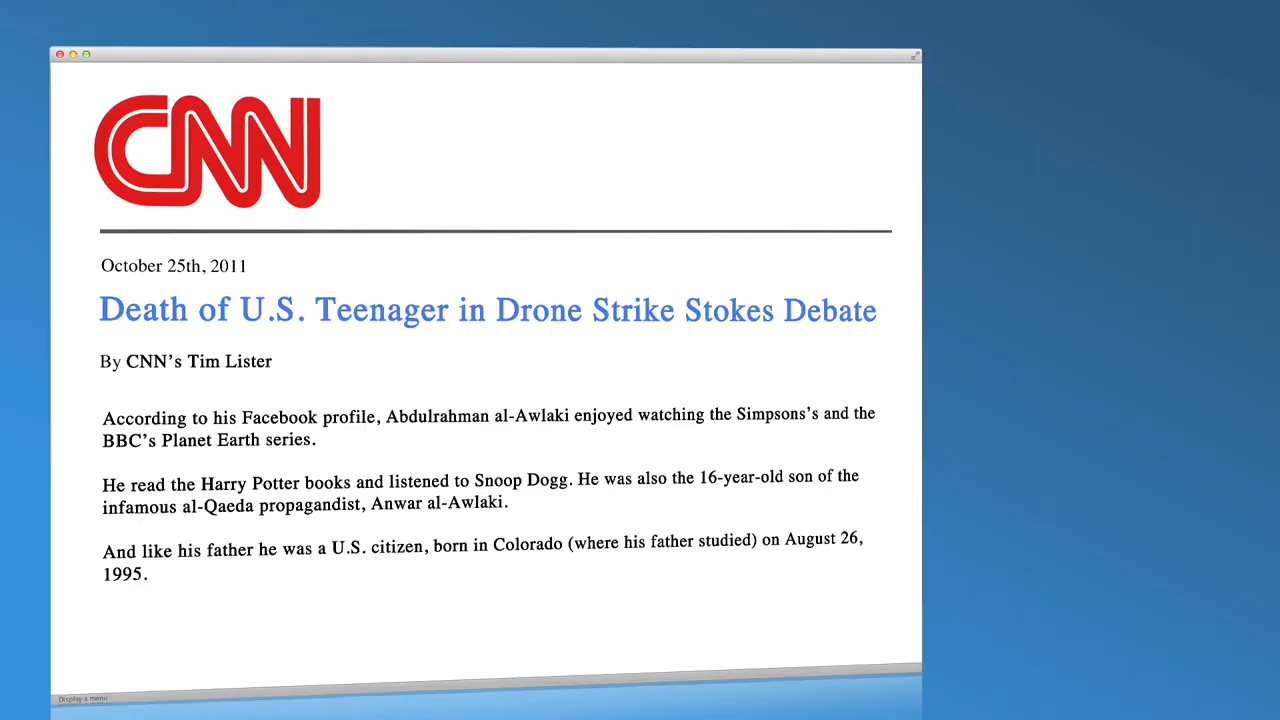 CNN
October 25th, 2011
Death of U.S. Teenager in Drone Strike Stokes Debate
By CNN's Tim Lister
According to his Facebook profile, Abdulrahman al-Awlaki enjoyed watching the Simpsons's and the
BBC's Planet Earth series.
He read the Harry Potter books and listened to Snoop Dogg. He was also the 16-year-old son of the
infamous al-Qaeda propagandist, Anwar al-Awlaki.
And like his father he was a U.S. citizen, born in Colorado (where his father studied) on August 26,
1995.
Display a menu